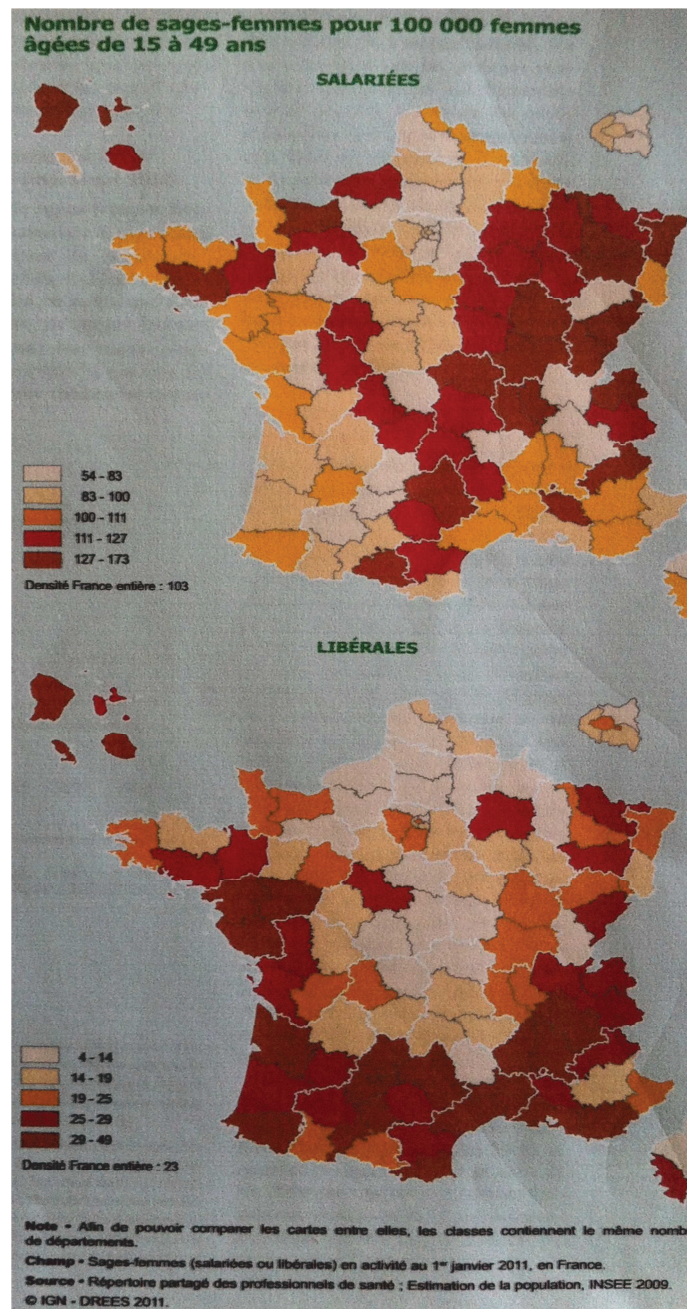 Nombre de sages-femmes pour 100 000 femmes
âgées de 15 à 49 ans
SALARIÉES
54 - 83
83 - 100
100 - 111
111 - 127
127 - 173
Densité France entière : 103
LIBÉRALES
4 - 14
14 - 19
19 - 25
25 - 29
29 - 49
Densité France entière : 23
Note • Afin de pouvoir comparer les cartes entre elles, les classes contiennent le même nomb
de départements.
Champ • Sages-femmes (salariées ou libérales) en activité au 1er janvier 2011, en France.
Source • Répertoire partagé des professionnels de santé ; Estimation de la population, INSEE 2009.
© IGN - DREES 2011.